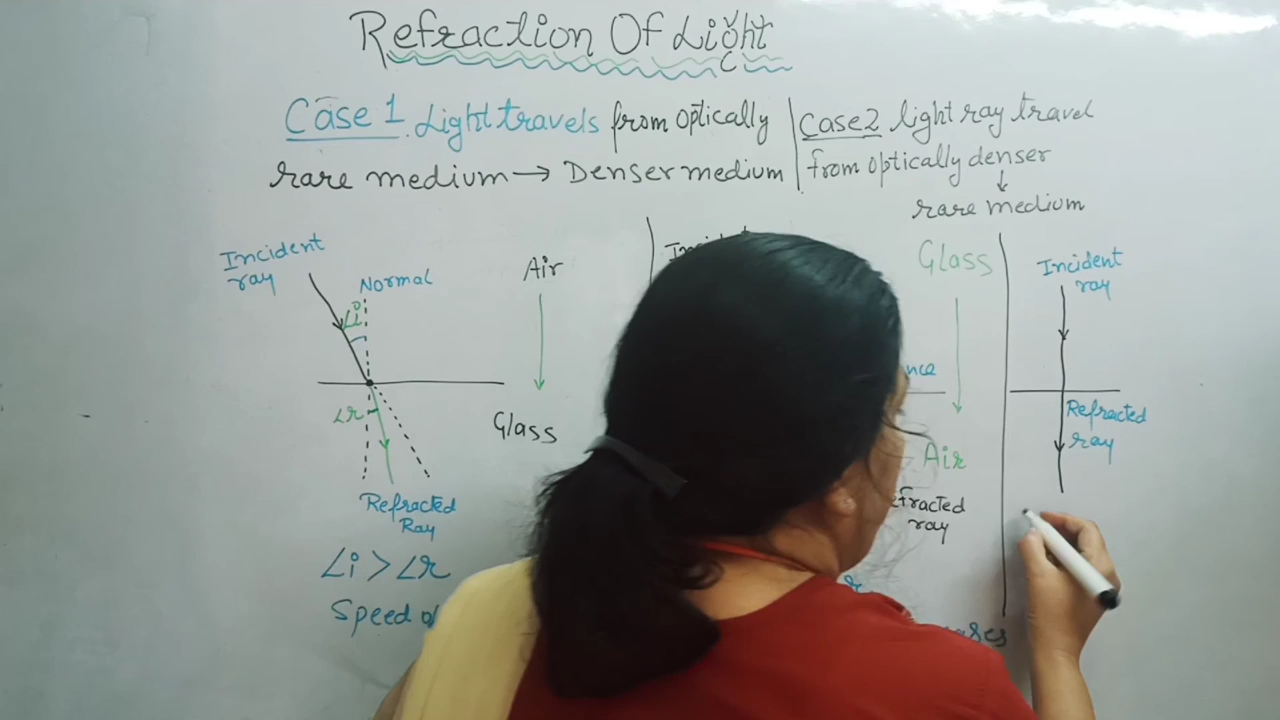 Refraction Of Light
Case 1 Light travels from optically
rare medium → Denser medium
Case2 light ray travel
from optically denser
↓
rare medium
Incident
ray
Normal
∠i
∠r
Refracted
Ray
Air
Glass
∠i > ∠r
Speed of
Glass
Air
ray
Incident
ray
Refracted
ray